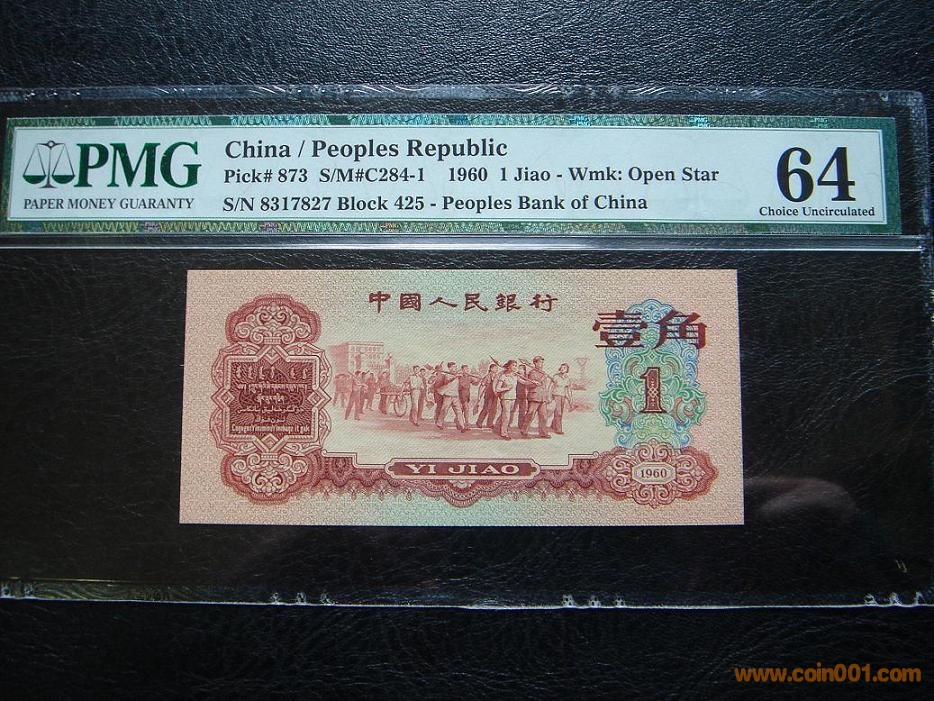 PMG
PAPER MONEY GUARANTY
China / Peoples Republic
Pick# 873 S/M#C284-1 1960 1 Jiao - Wmk: Open Star
S/N 8317827 Block 425 - Peoples Bank of China
64
Choice Uncirculated
中國人民銀行
壹角
1
YI JIAO
1960
www.coin001.com